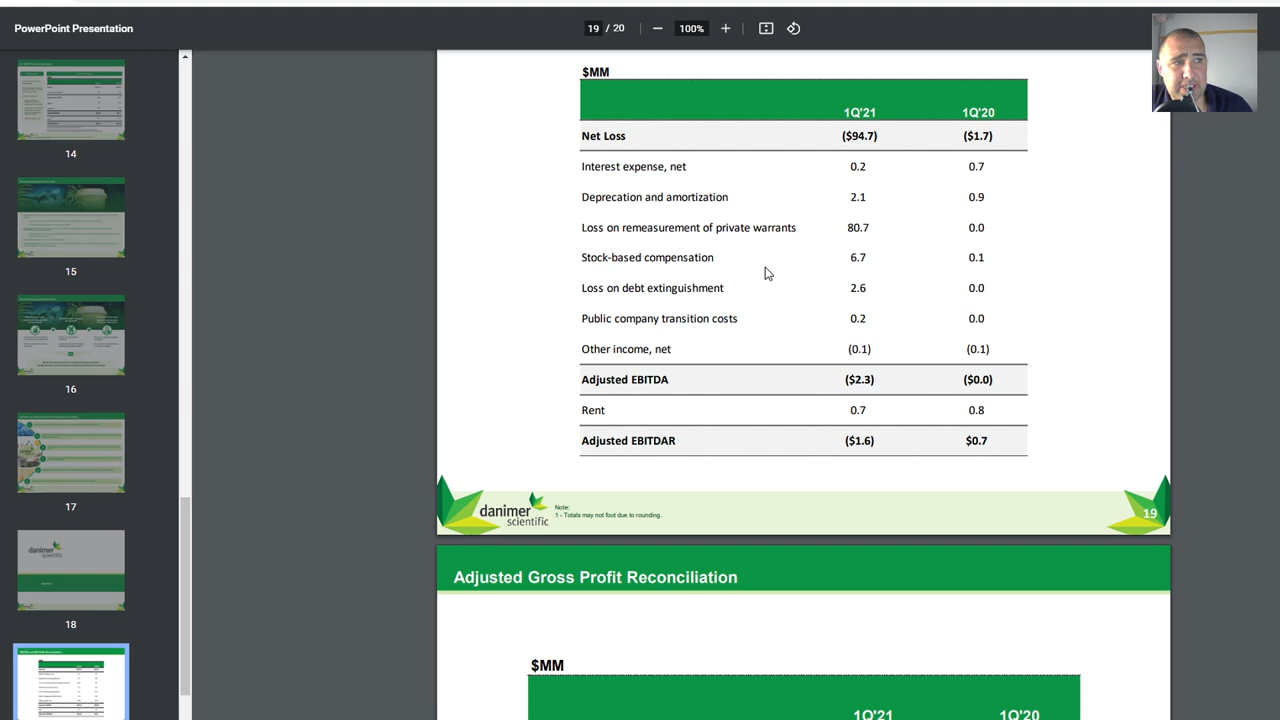 PowerPoint Presentation
19 / 20
100%
14
15
16
17
danimer
scientific
18
$MM
1Q'21 1Q'20
Net Loss ($94.7) ($1.7)
Interest expense, net 0.2 0.7
Deprecation and amortization 2.1 0.9
Loss on remeasurement of private warrants 80.7 0.0
Stock-based compensation 6.7 0.1
Loss on debt extinguishment 2.6 0.0
Public company transition costs 0.2 0.0
Other income, net (0.1) (0.1)
Adjusted EBITDA ($2.3) ($0.0)
Rent 0.7 0.8
Adjusted EBITDAR ($1.6) $0.7
danimer
scientific
Note:
1 - Totals may not foot due to rounding.
19
Adjusted Gross Profit Reconciliation
$MM
1Q'21 1Q'20